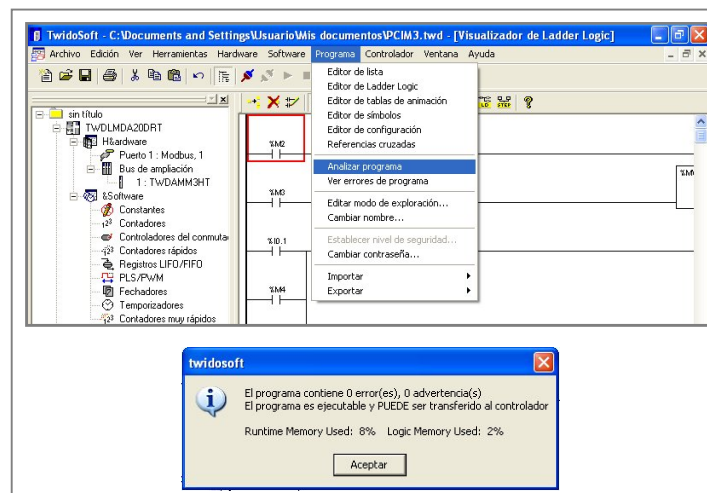 TwidoSoft - C:\Documents and Settings\Usuario\Mis documentos\PCIM3.twd - [Visualizador de Ladder Logic]
Archivo Edición Ver Herramientas Hardware Software Programa Controlador Ventana Ayuda
Editor de lista
Editor de Ladder Logic
Editor de tablas de animación
Editor de símbolos
Editor de configuración
Referencias cruzadas
Analizar programa
Ver errores de programa
Editar modo de exploración...
Cambiar nombre...
Establecer nivel de seguridad...
Cambiar contraseña...
Importar
Exportar
sin título
TWDLMDA20DRT
H&ardware
Puerto 1 : Modbus, 1
Bus de ampliación
1 : TWDAMM3HT
&Software
Constantes
Contadores
Controladores del conmuta
Contadores rápidos
Registros LIFO/FIFO
PLS/PWM
Fechadores
Temporizadores
Contadores muy rápidos
%M2
%M3
%I0.1
%M4
%M
STEP
twidosoft
El programa contiene 0 error(es), 0 advertencia(s)
El programa es ejecutable y PUEDE ser transferido al controlador
Runtime Memory Used: 8% Logic Memory Used: 2%
Aceptar